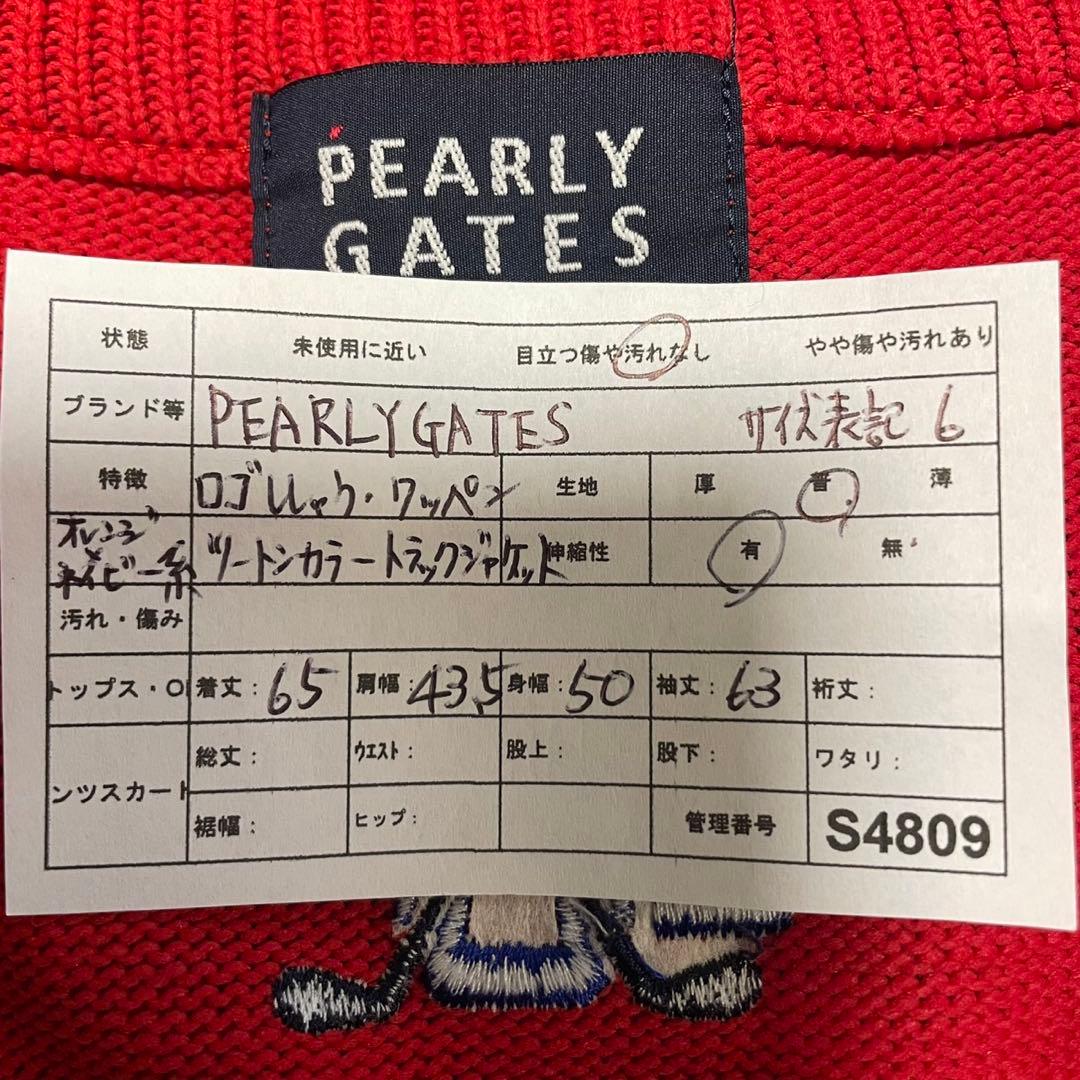 PEARLY
GATES
状態 未使用に近い 目立つ傷や汚れなし やや傷や汚れあり
ブランド等 PEARLY GATES サイズ表記 6
特徴 ロゴししゅう・ワッペン 生地 厚 普 薄
オレンジ×ネイビー系 ツートンカラートラックジャケット 伸縮性 有 無
汚れ・傷み
トップス・O 着丈: 65 肩幅: 43.5 身幅: 50 袖丈: 63 裄丈:
ンツスカート 総丈: ウエスト: 股上: 股下: ワタリ:
裾幅: ヒップ: 管理番号 S4809